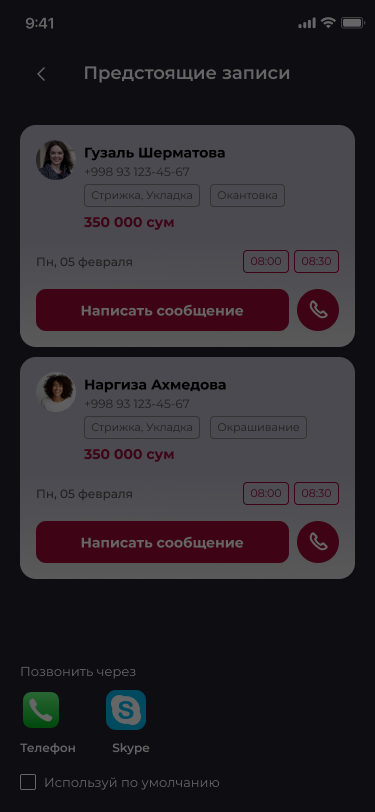 9:41
Предстоящие записи
Гузаль Шерматова
+998 93 123-45-67
Стрижка, Укладка Окантовка
350 000 сум
Пн, 05 февраля 08:00 08:30
Написать сообщение
Наргиза Ахмедова
+998 93 123-45-67
Стрижка, Укладка Окрашивание
350 000 сум
Пн, 05 февраля 08:00 08:30
Написать сообщение
Позвонить через
Телефон Skype
Используй по умолчанию